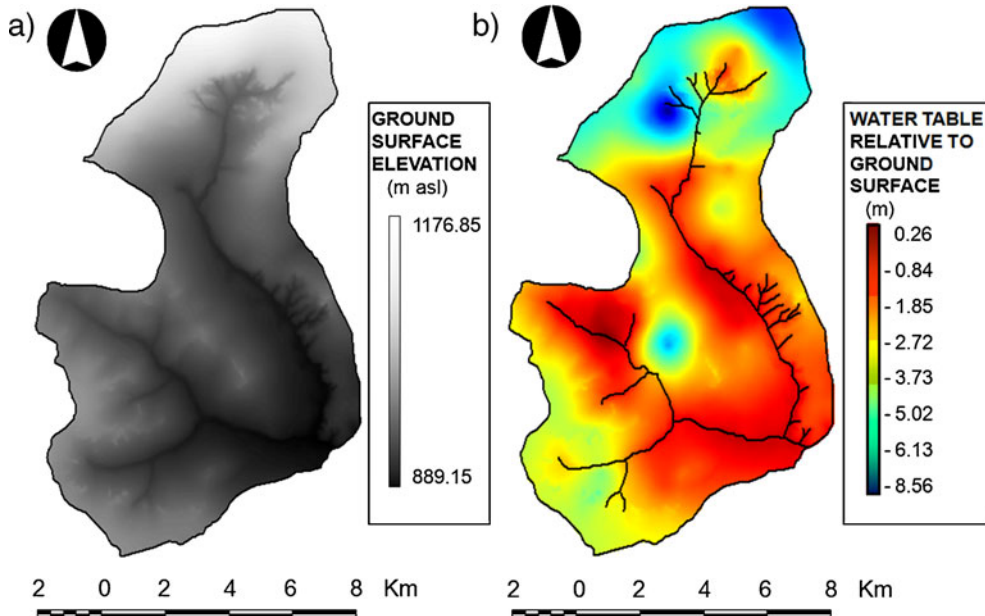 a)
GROUND
SURFACE
ELEVATION
(m asl)
1176.85
889.15
2 0 2 4 6 8 Km
b)
WATER TABLE
RELATIVE TO
GROUND
SURFACE
(m)
0.26
- 0.84
- 1.85
- 2.72
- 3.73
- 5.02
- 6.13
- 8.56
2 0 2 4 6 8 Km